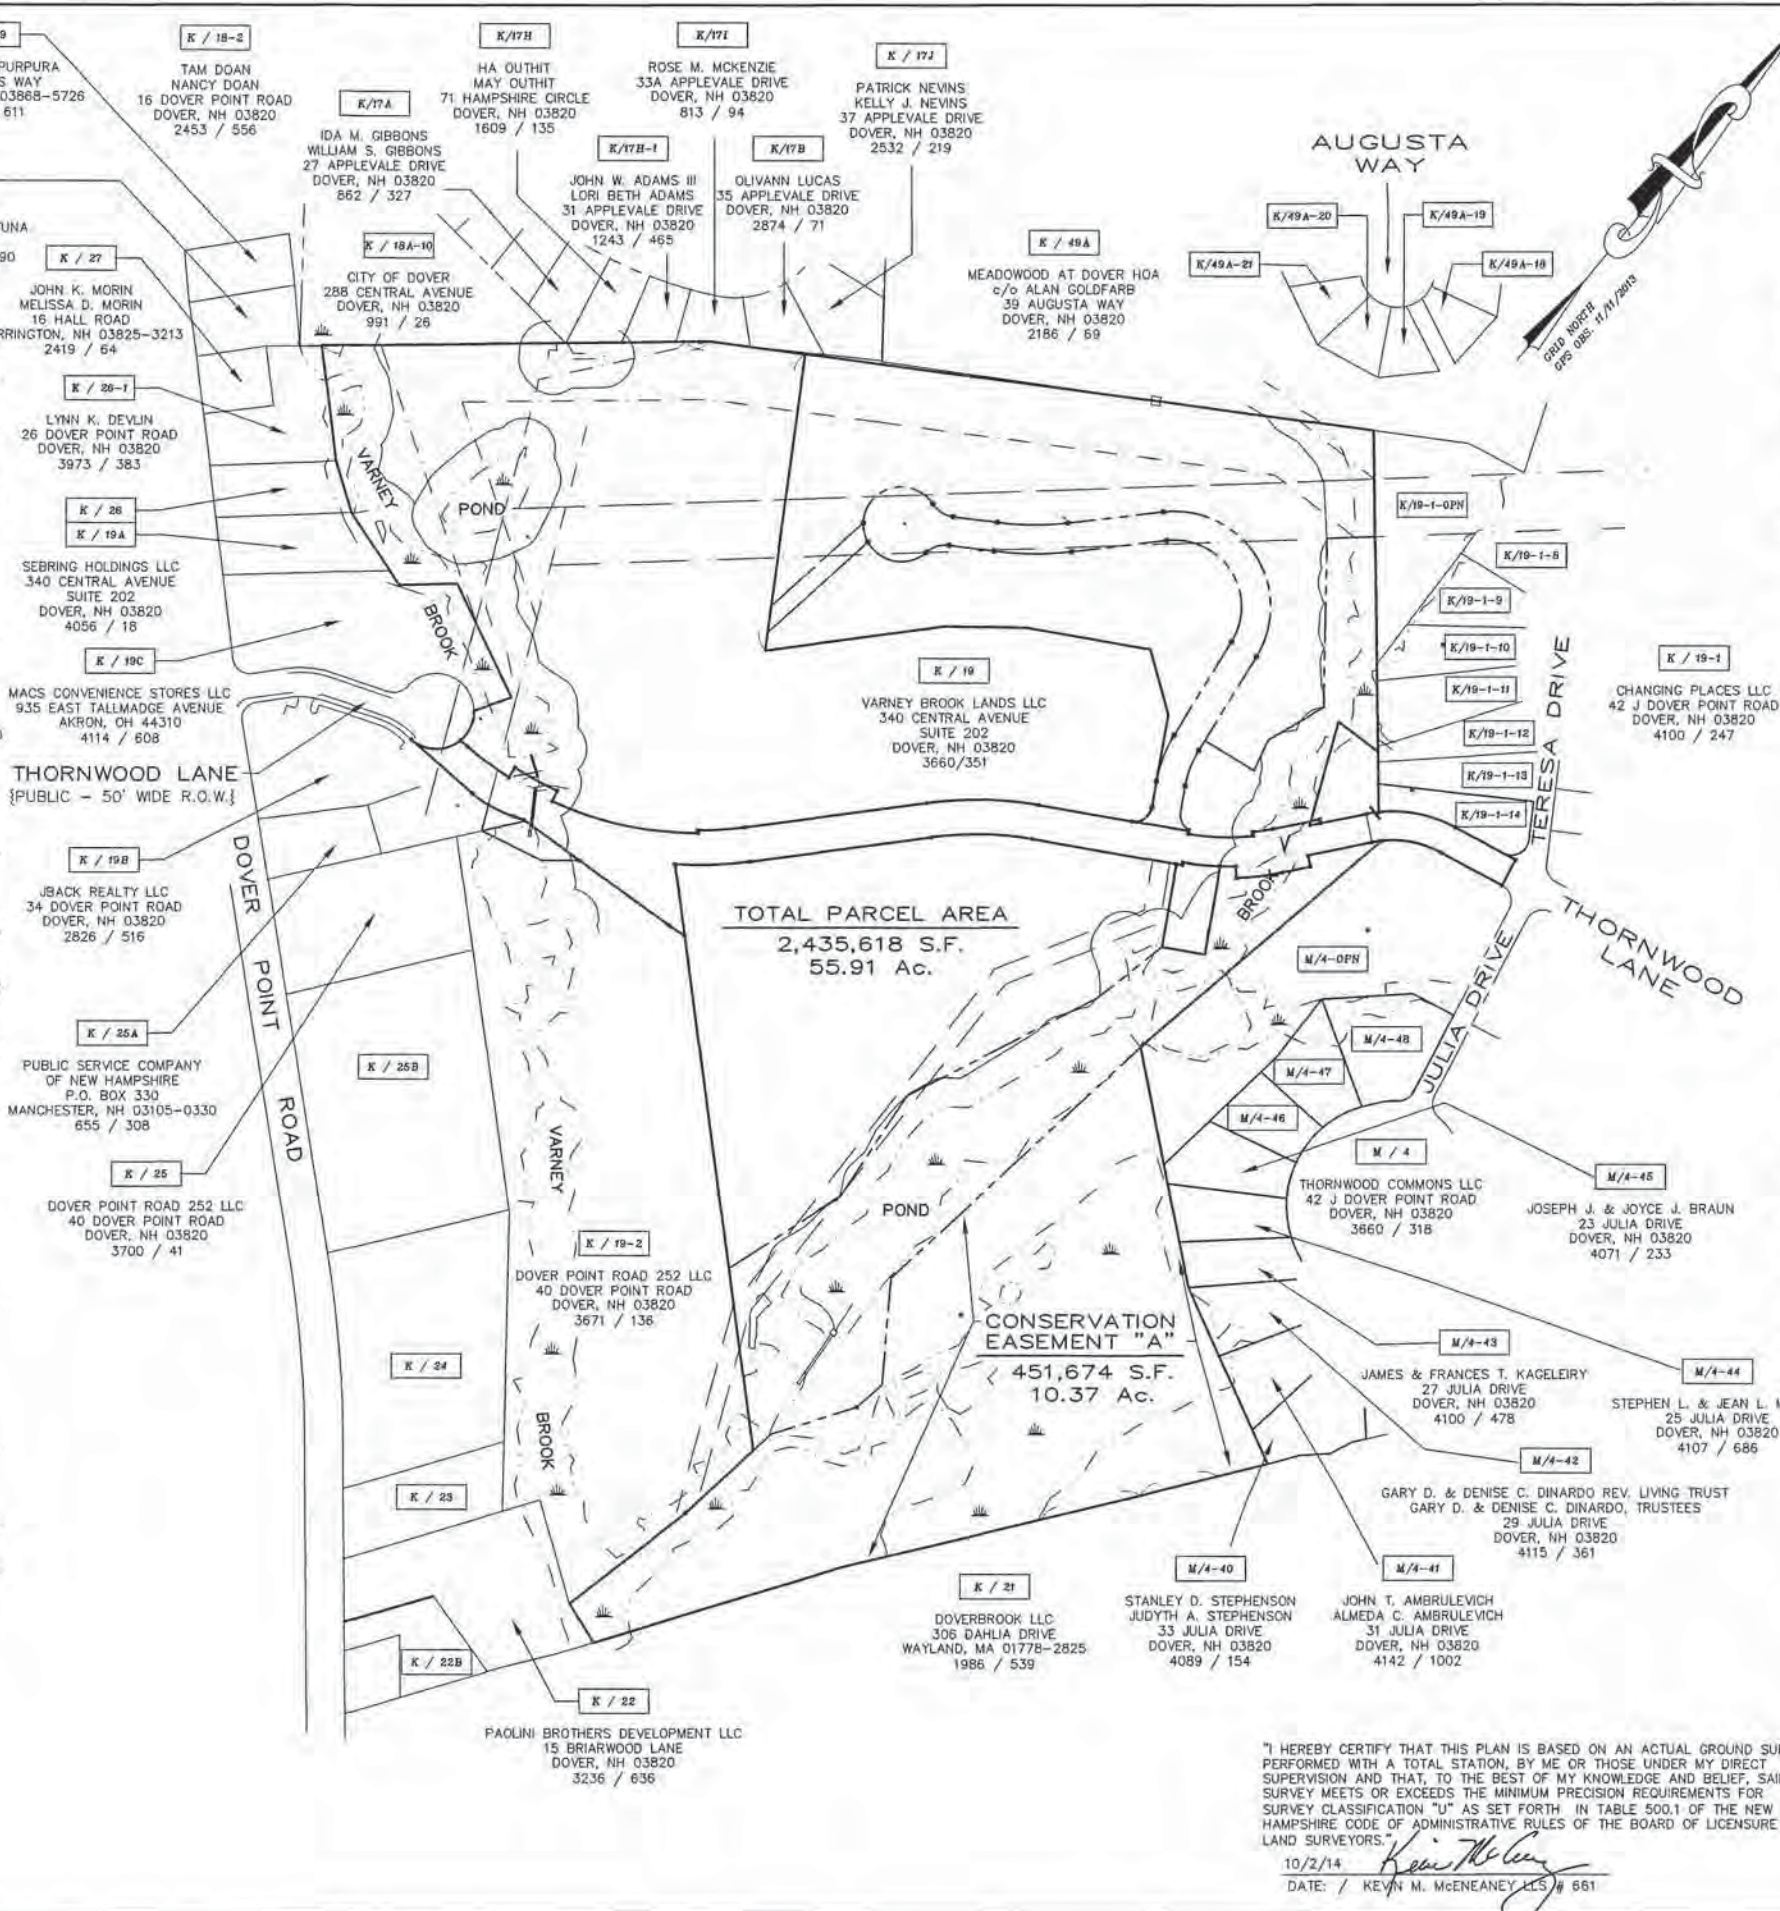 9
PURPURA
S WAY
03868-5726
611
K / 18-2
TAM DOAN
NANCY DOAN
16 DOVER POINT ROAD
DOVER, NH 03820
2453 / 556
K/17A
IDA M. GIBBONS
WILLIAM S. GIBBONS
27 APPLEVALE DRIVE
DOVER, NH 03820
862 / 327
K/17H
HA OUTHIT
MAY OUTHIT
71 HAMPSHIRE CIRCLE
DOVER, NH 03820
1609 / 135
K/17H-1
JOHN W. ADAMS III
LORI BETH ADAMS
31 APPLEVALE DRIVE
DOVER, NH 03820
1243 / 465
K/17I
ROSE M. MCKENZIE
33A APPLEVALE DRIVE
DOVER, NH 03820
813 / 94
K/17B
OLIVANN LUCAS
35 APPLEVALE DRIVE
DOVER, NH 03820
2874 / 71
K / 17J
PATRICK NEVINS
KELLY J. NEVINS
37 APPLEVALE DRIVE
DOVER, NH 03820
2532 / 219
K / 49A
MEADOWOOD AT DOVER HOA
c/o ALAN GOLDFARB
39 AUGUSTA WAY
DOVER, NH 03820
2186 / 69
AUGUSTA
WAY
K/49A-20
K/49A-19
K/49A-21
K/49A-18
GRID NORTH
GPS OBS. 11/11/2013
UNA
90
K / 27
JOHN K. MORIN
MELISSA D. MORIN
16 HALL ROAD
RRINGTON, NH 03825-3213
2419 / 64
K / 18A-10
CITY OF DOVER
288 CENTRAL AVENUE
DOVER, NH 03820
991 / 26
K / 26-1
LYNN K. DEVLIN
26 DOVER POINT ROAD
DOVER, NH 03820
3973 / 383
K / 26
K / 19A
SEBRING HOLDINGS LLC
340 CENTRAL AVENUE
SUITE 202
DOVER, NH 03820
4056 / 18
VARNEY
POND
BROOK
K / 19C
MACS CONVENIENCE STORES LLC
935 EAST TALLMADGE AVENUE
AKRON, OH 44310
4114 / 608
THORNWOOD LANE
{PUBLIC - 50' WIDE R.O.W.}
K / 19
VARNEY BROOK LANDS LLC
340 CENTRAL AVENUE
SUITE 202
DOVER, NH 03820
3660/351
K/19-1-OPN
K/19-1-8
K/19-1-9
K/19-1-10
K/19-1-11
K/19-1-12
K/19-1-13
K/19-1-14
TERESA DRIVE
K / 19-1
CHANGING PLACES LLC
42 J DOVER POINT ROAD
DOVER, NH 03820
4100 / 247
K / 19B
JBACK REALTY LLC
34 DOVER POINT ROAD
DOVER, NH 03820
2826 / 516
DOVER
POINT
ROAD
TOTAL PARCEL AREA
2,435,618 S.F.
55.91 Ac.
BROOK
THORNWOOD
LANE
JULIA DRIVE
M/4-OPN
M/4-48
M/4-47
M/4-46
K / 25A
PUBLIC SERVICE COMPANY
OF NEW HAMPSHIRE
P.O. BOX 330
MANCHESTER, NH 03105-0330
655 / 308
K / 25B
K / 25
DOVER POINT ROAD 252 LLC
40 DOVER POINT ROAD
DOVER, NH 03820
3700 / 41
VARNEY
K / 19-2
DOVER POINT ROAD 252 LLC
40 DOVER POINT ROAD
DOVER, NH 03820
3671 / 136
POND
M / 4
THORNWOOD COMMONS LLC
42 J DOVER POINT ROAD
DOVER, NH 03820
3660 / 318
M/4-45
JOSEPH J. & JOYCE J. BRAUN
23 JULIA DRIVE
DOVER, NH 03820
4071 / 233
CONSERVATION
EASEMENT "A"
451,674 S.F.
10.37 Ac.
M/4-43
JAMES & FRANCES T. KAGELEIRY
27 JULIA DRIVE
DOVER, NH 03820
4100 / 478
M/4-44
STEPHEN L. & JEAN L.
25 JULIA DRIVE
DOVER, NH 03820
4107 / 686
K / 24
BROOK
K / 23
M/4-42
GARY D. & DENISE C. DINARDO REV. LIVING TRUST
GARY D. & DENISE C. DINARDO, TRUSTEES
29 JULIA DRIVE
DOVER, NH 03820
4115 / 361
K / 21
DOVERBROOK LLC
306 DAHLIA DRIVE
WAYLAND, MA 01778-2825
1986 / 539
M/4-40
STANLEY D. STEPHENSON
JUDYTH A. STEPHENSON
33 JULIA DRIVE
DOVER, NH 03820
4089 / 154
M/4-41
JOHN T. AMBRULEVICH
ALMEDA C. AMBRULEVICH
31 JULIA DRIVE
DOVER, NH 03820
4142 / 1002
K / 22B
K / 22
PAOLINI BROTHERS DEVELOPMENT LLC
15 BRIARWOOD LANE
DOVER, NH 03820
3236 / 636
"I HEREBY CERTIFY THAT THIS PLAN IS BASED ON AN ACTUAL GROUND SU
PERFORMED WITH A TOTAL STATION, BY ME OR THOSE UNDER MY DIRECT
SUPERVISION AND THAT, TO THE BEST OF MY KNOWLEDGE AND BELIEF, SAI
SURVEY MEETS OR EXCEEDS THE MINIMUM PRECISION REQUIREMENTS FOR
SURVEY CLASSIFICATION "U" AS SET FORTH IN TABLE 500.1 OF THE NEW
HAMPSHIRE CODE OF ADMINISTRATIVE RULES OF THE BOARD OF LICENSURE
LAND SURVEYORS."
10/2/14
DATE: / KEVIN M. McENEANEY LLS # 661